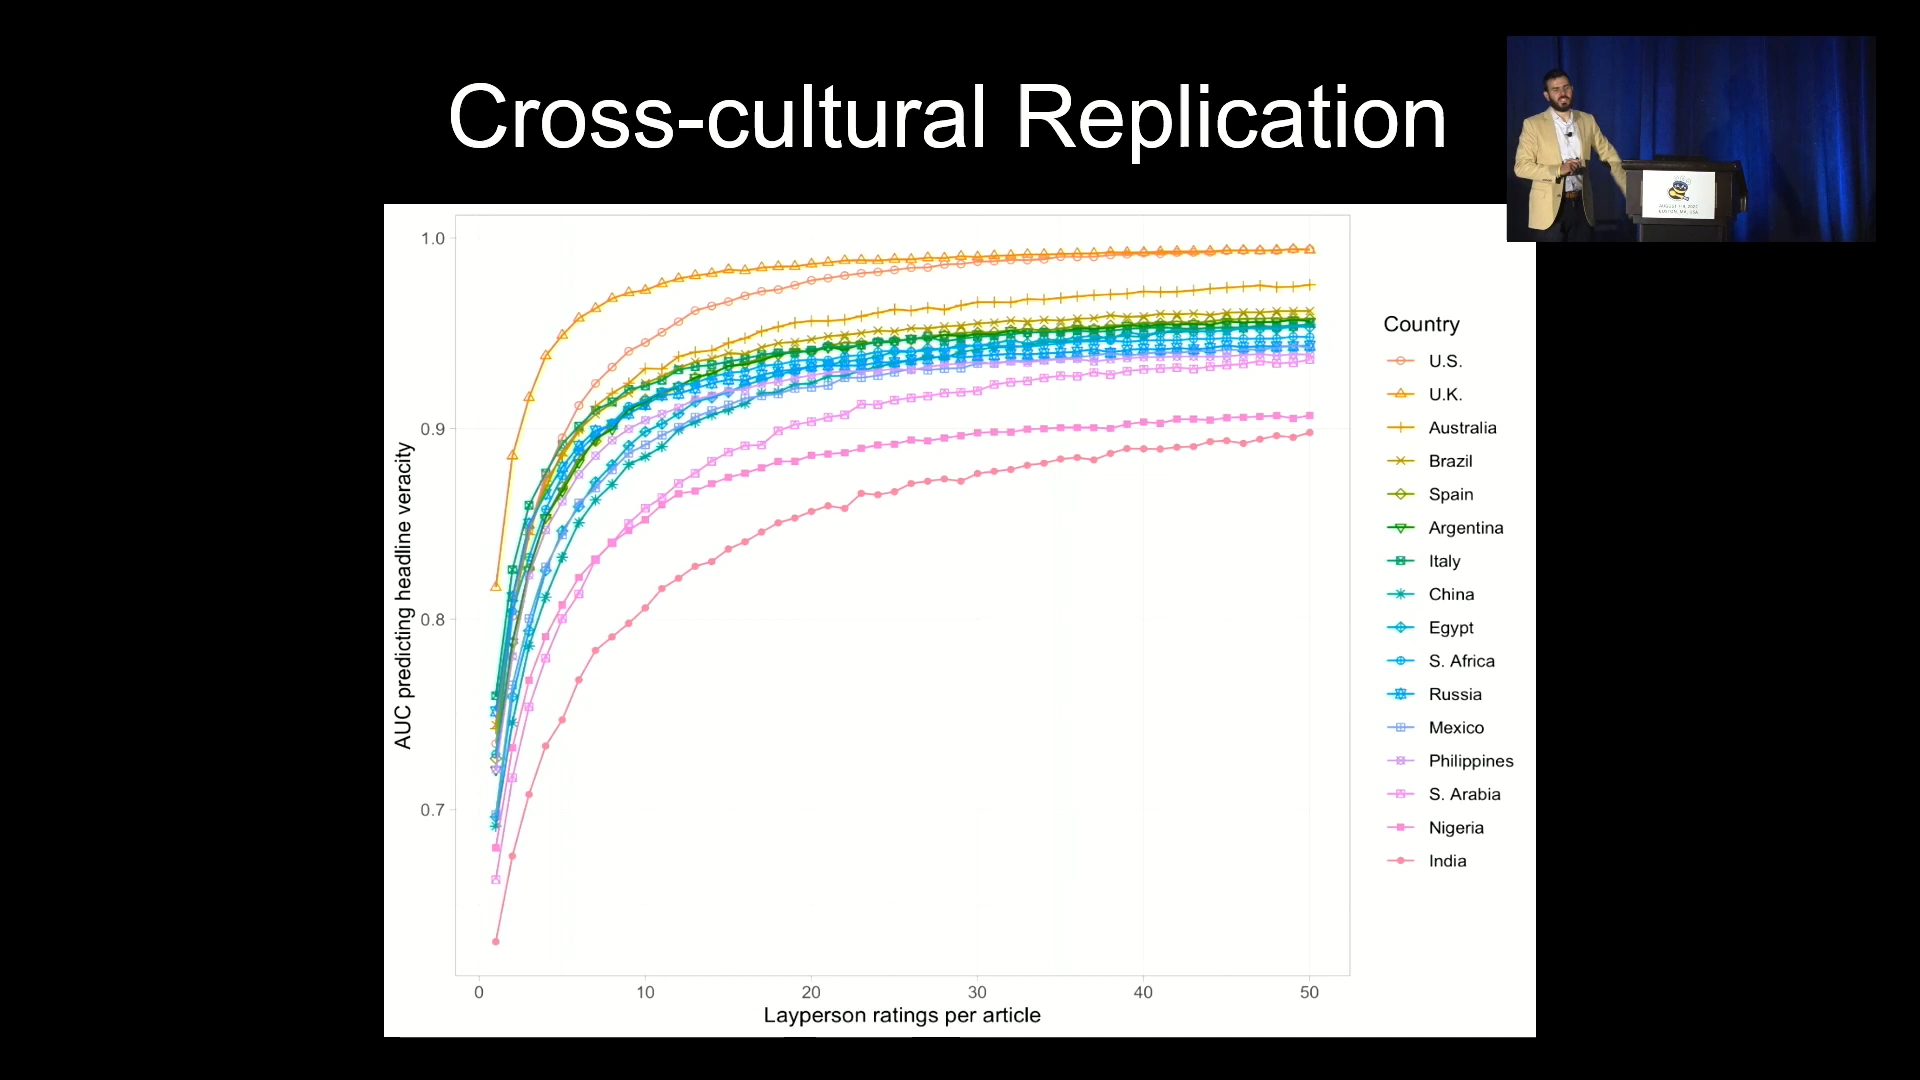 Cross-cultural Replication
AUC predicting headline veracity
1.0
0.9
0.8
0.7
0
10
20
30
40
50
Layperson ratings per article
Country
U.S.
U.K.
Australia
Brazil
Spain
Argentina
Italy
China
Egypt
S. Africa
Russia
Mexico
Philippines
S. Arabia
Nigeria
India